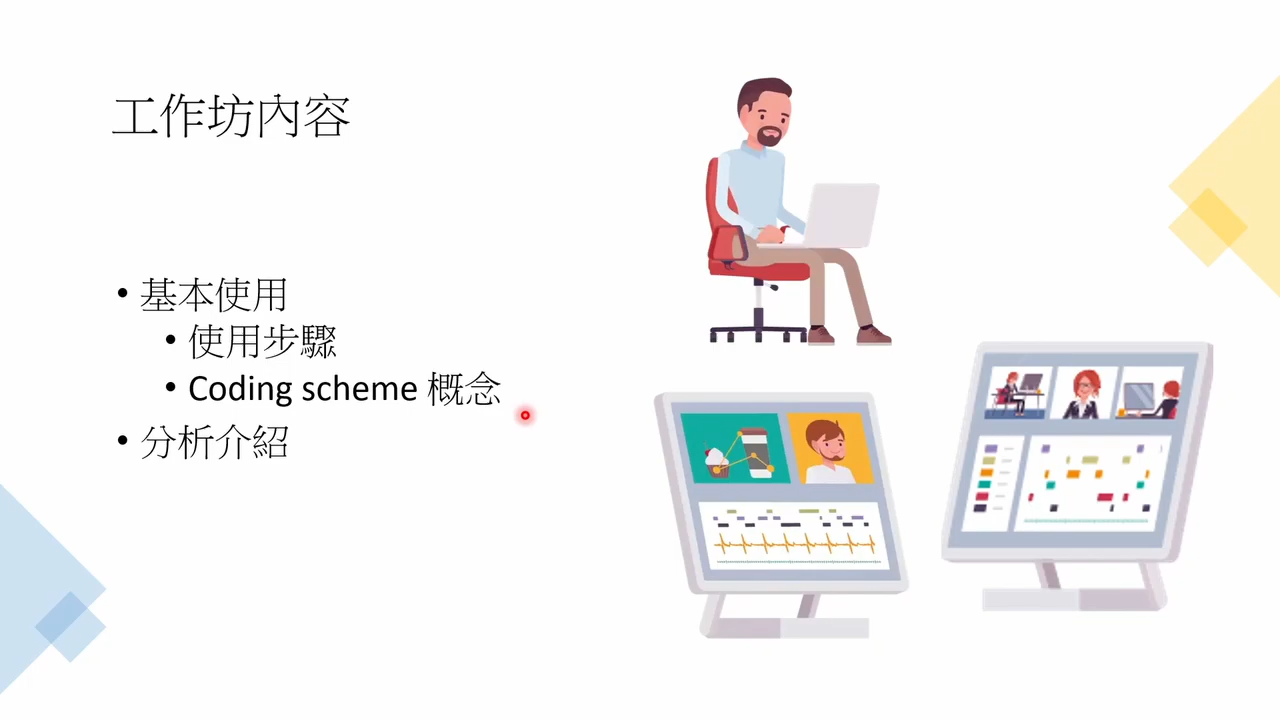 工作坊內容
• 基本使用
• 使用步驟
• Coding scheme 概念
• 分析介紹